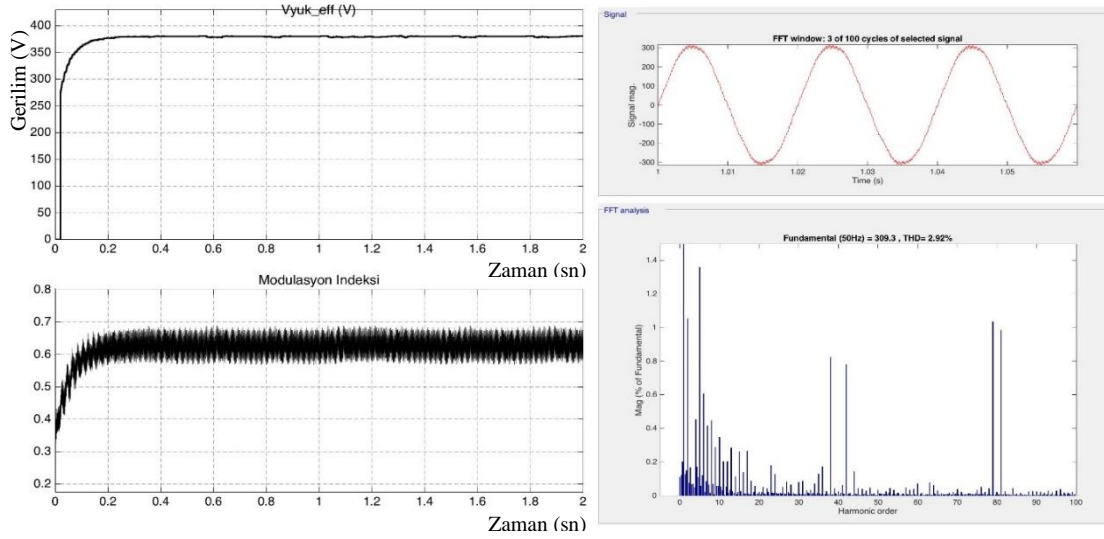 Vyuk_eff (V)
Gerilim (V)
400
350
300
250
200
150
100
50
0
0 0.2 0.4 0.6 0.8 1 1.2 1.4 1.6 1.8 2
Zaman (sn)
Modulasyon Indeksi
0.8
0.7
0.6
0.5
0.4
0.3
0.2
0 0.2 0.4 0.6 0.8 1 1.2 1.4 1.6 1.8 2
Zaman (sn)
Signal
FFT window: 3 of 100 cycles of selected signal
Signal mag.
300
200
100
0
-100
-200
-300
1 1.01 1.02 1.03 1.04 1.05
Time (s)
FFT analysis
Fundamental (50Hz) = 309.3 , THD= 2.92%
Mag (% of Fundamental)
1.4
1.2
1
0.8
0.6
0.4
0.2
0
0 10 20 30 40 50 60 70 80 90 100
Harmonic order